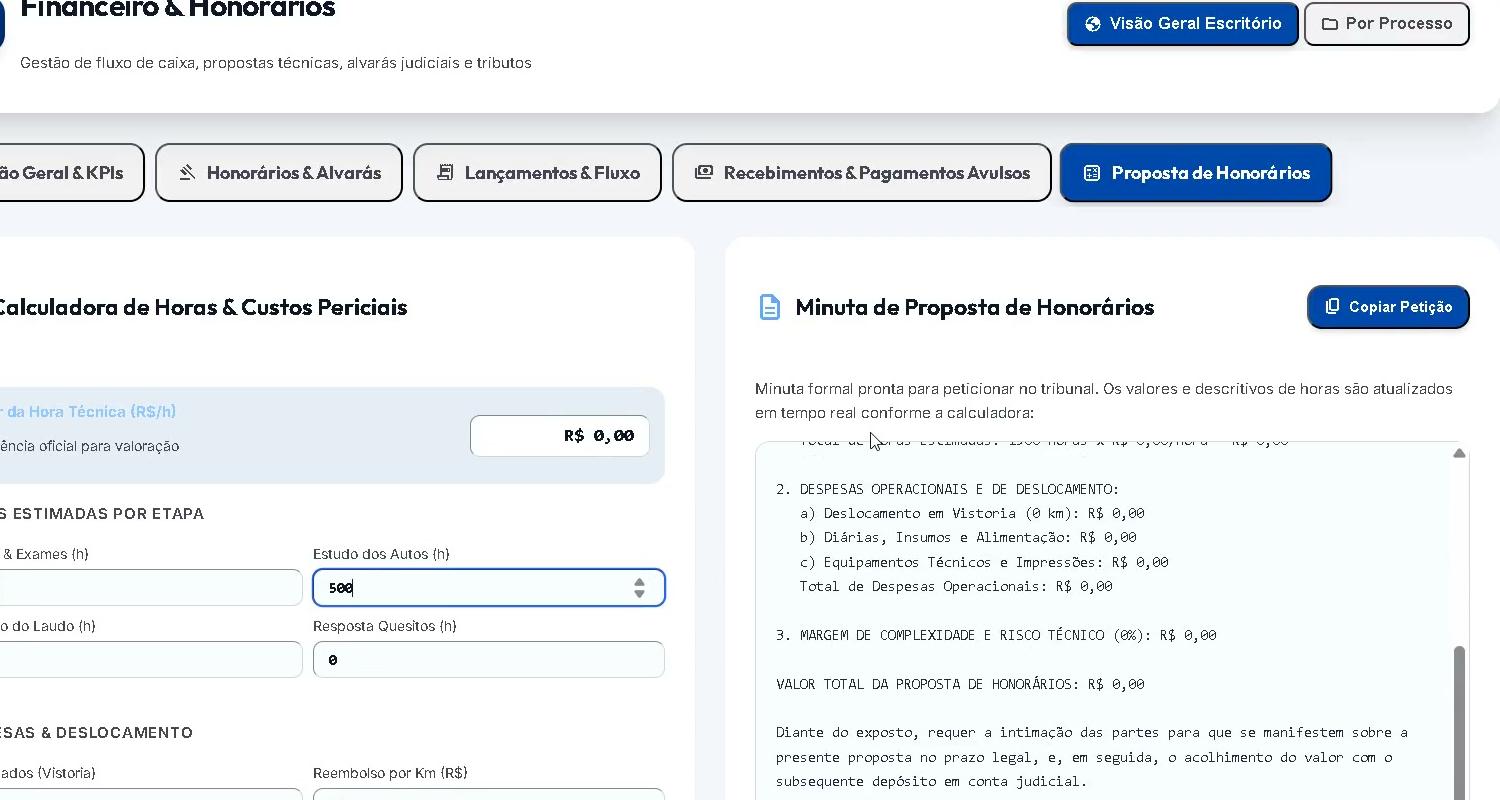 Financeiro & Honorários
Visão Geral Escritório
Por Processo
Gestão de fluxo de caixa, propostas técnicas, alvarás judiciais e tributos
ão Geral & KPIs
Honorários & Alvarás
Lançamentos & Fluxo
Recebimentos & Pagamentos Avulsos
Proposta de Honorários
Calculadora de Horas & Custos Periciais
Minuta de Proposta de Honorários
Copiar Petição
Minuta formal pronta para peticionar no tribunal. Os valores e descritivos de horas são atualizados
em tempo real conforme a calculadora:
r da Hora Técnica (R$/h)
R$ 0,00
ência oficial para valoração
S ESTIMADAS POR ETAPA
& Exames (h)
Estudo dos Autos (h)
500
o do Laudo (h)
Resposta Quesitos (h)
0
ESAS & DESLOCAMENTO
ados (Vistoria)
Reembolso por Km (R$)
2. DESPESAS OPERACIONAIS E DE DESLOCAMENTO:
a) Deslocamento em Vistoria (0 km): R$ 0,00
b) Diárias, Insumos e Alimentação: R$ 0,00
c) Equipamentos Técnicos e Impressões: R$ 0,00
Total de Despesas Operacionais: R$ 0,00
3. MARGEM DE COMPLEXIDADE E RISCO TÉCNICO (0%): R$ 0,00
VALOR TOTAL DA PROPOSTA DE HONORÁRIOS: R$ 0,00
Diante do exposto, requer a intimação das partes para que se manifestem sobre a
presente proposta no prazo legal, e, em seguida, o acolhimento do valor com o
subsequente depósito em conta judicial.